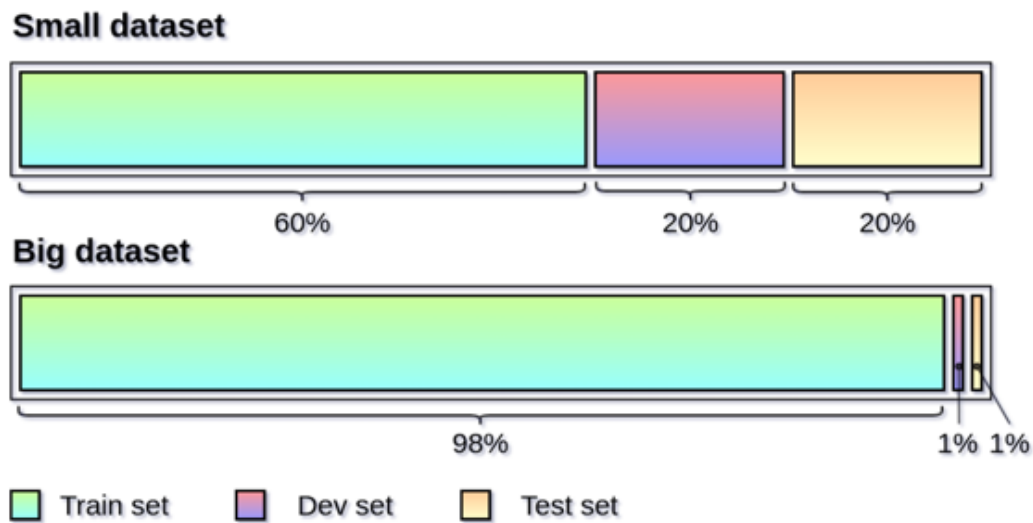 Small dataset
60% 20% 20%
Big dataset
98% 1% 1%
Train set Dev set Test set